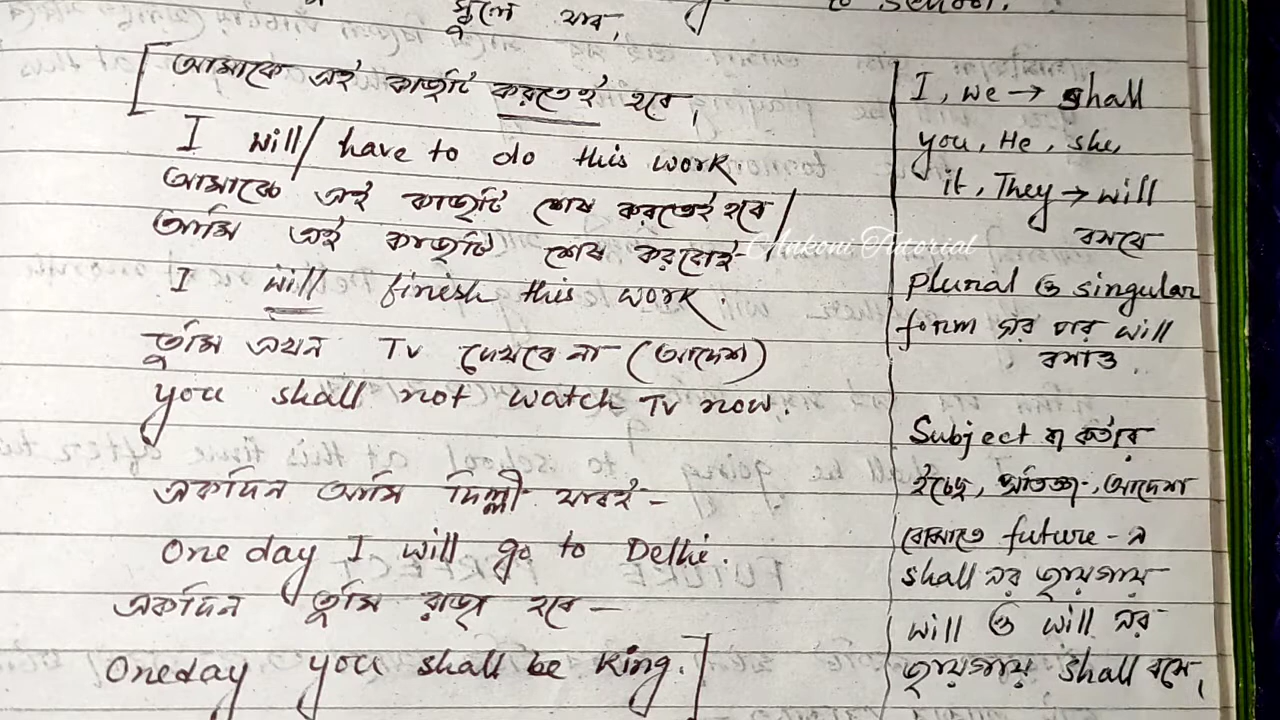 স্কুলে যাব, to school.
[আমাকে এই কাজটি করতেই হবে,
I will/ have to do this work.
আমাকে এই কাজটি শেষ করতেই হবে/
আমি এই কাজটি শেষ করবোই-
I will finish this work.
তুমি এখন TV দেখবে না (আদেশ)
you shall not watch TV now.
একদিন আমি দিল্লী যাবই-
One day I will go to Delhi.
একদিন তুমি রাজা হবে-
Oneday you shall be King.]
I, we → shall
you, He, she,
it, They → will
বসবে
plural ও singular
form এর পর will
বসাও.
Subject বা কর্তার
ইচ্ছে, প্রতিজ্ঞা, আদেশ
বোঝাতে future-এ
shall এর জায়গায়
will ও will এর
জায়গায় shall বসে,
Ankani Tutorial